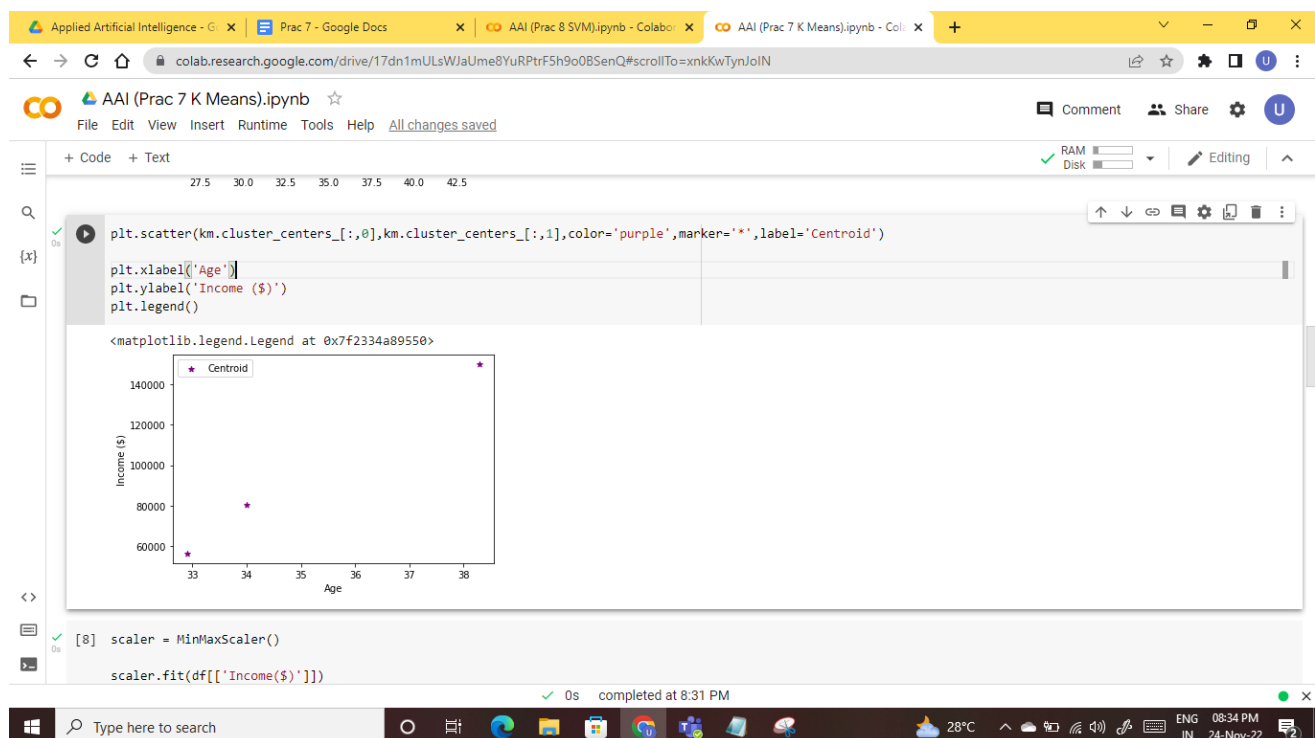 Applied Artificial Intelligence - G
Prac 7 - Google Docs
AAI (Prac 8 SVM).ipynb - Colabor
AAI (Prac 7 K Means).ipynb - Cola
colab.research.google.com/drive/17dn1mULsWJaUme8YuRPtrF5h9o0BSenQ#scrollTo=xnkKwTynJoIN
U
CO AAI (Prac 7 K Means).ipynb
File Edit View Insert Runtime Tools Help All changes saved
Comment Share U
+ Code + Text
RAM
Disk
Editing
27.5 30.0 32.5 35.0 37.5 40.0 42.5
0s
{x}
plt.scatter(km.cluster_centers_[:,0],km.cluster_centers_[:,1],color='purple',marker='*',label='Centroid')
plt.xlabel('Age')
plt.ylabel('Income ($)')
plt.legend()
<matplotlib.legend.Legend at 0x7f2334a89550>
Centroid
140000
120000
100000
80000
60000
Income ($)
33 34 35 36 37 38
Age
[8] scaler = MinMaxScaler()
0s
scaler.fit(df[['Income($)']])
0s completed at 8:31 PM
Type here to search
28°C
ENG 08:34 PM
IN 24-Nov-22
2